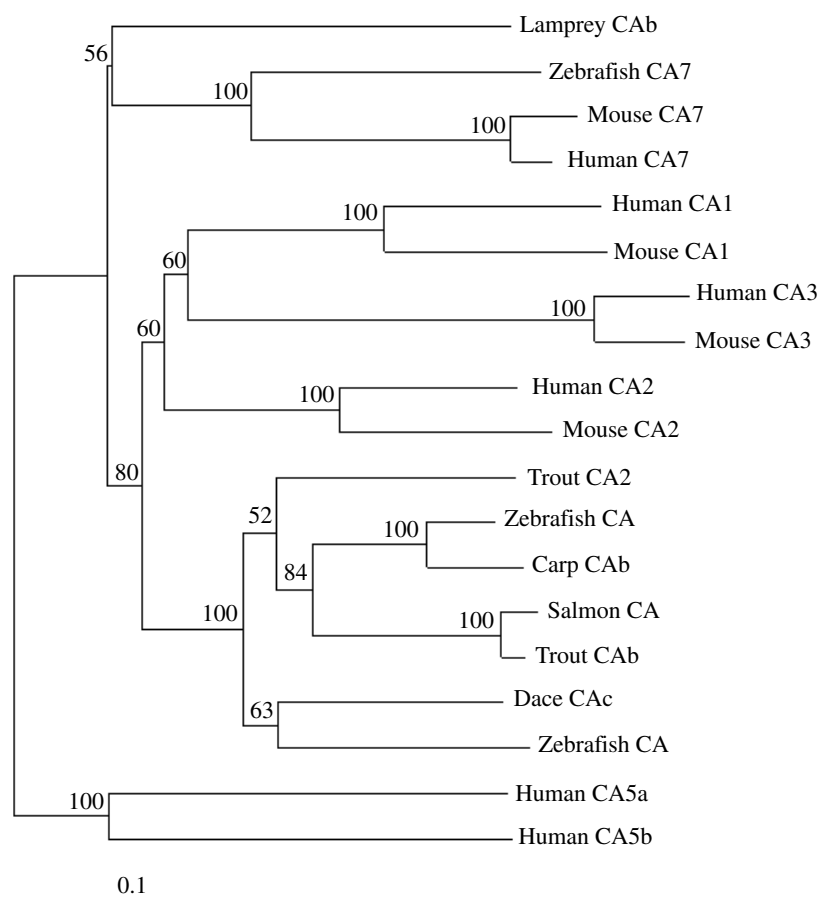 Lamprey CAb
56
Zebrafish CA7
100
Mouse CA7
100
Human CA7
Human CA1
100
Mouse CA1
60
Human CA3
100
Mouse CA3
60
Human CA2
100
Mouse CA2
80
Trout CA2
52
Zebrafish CA
100
Carp CAb
84
Salmon CA
100
100
Trout CAb
Dace CAc
63
Zebrafish CA
Human CA5a
100
Human CA5b
0.1